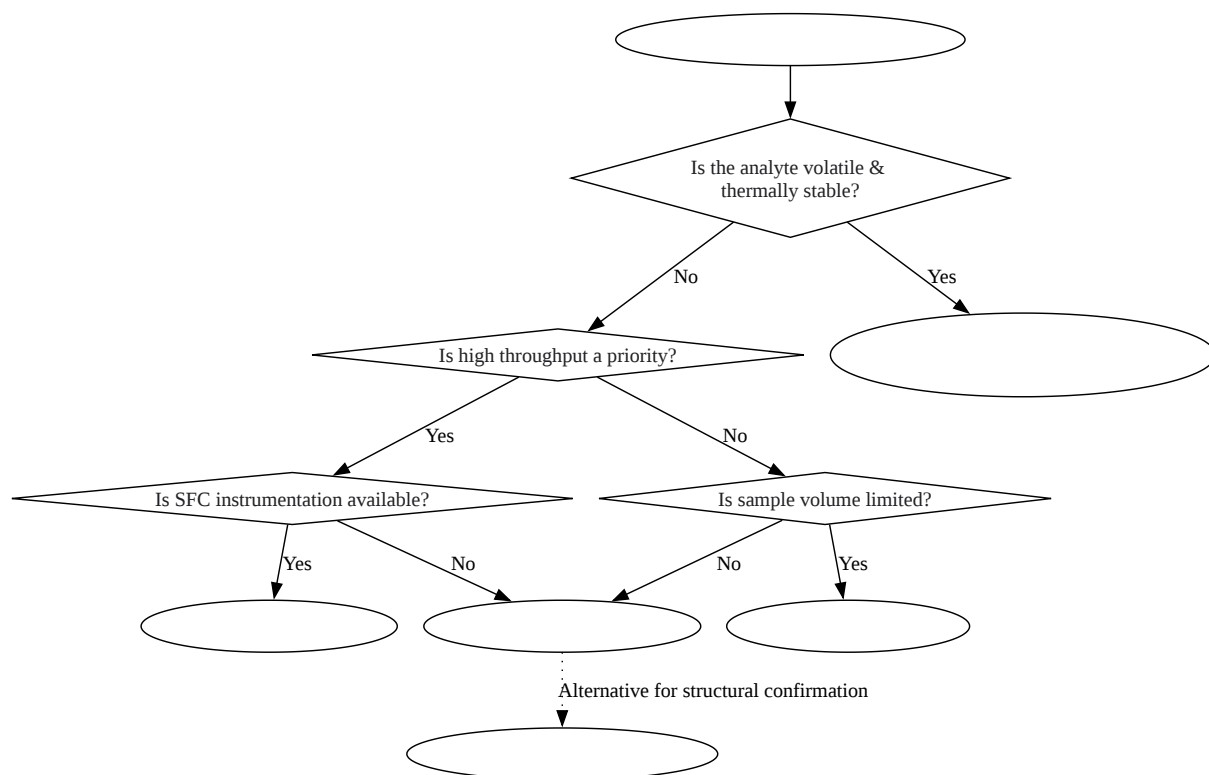 Is the analyte volatile &
thermally stable?
No
Yes
Is high throughput a priority?
Yes
No
Is SFC instrumentation available?
Is sample volume limited?
Yes
No
No
Yes
Alternative for structural confirmation